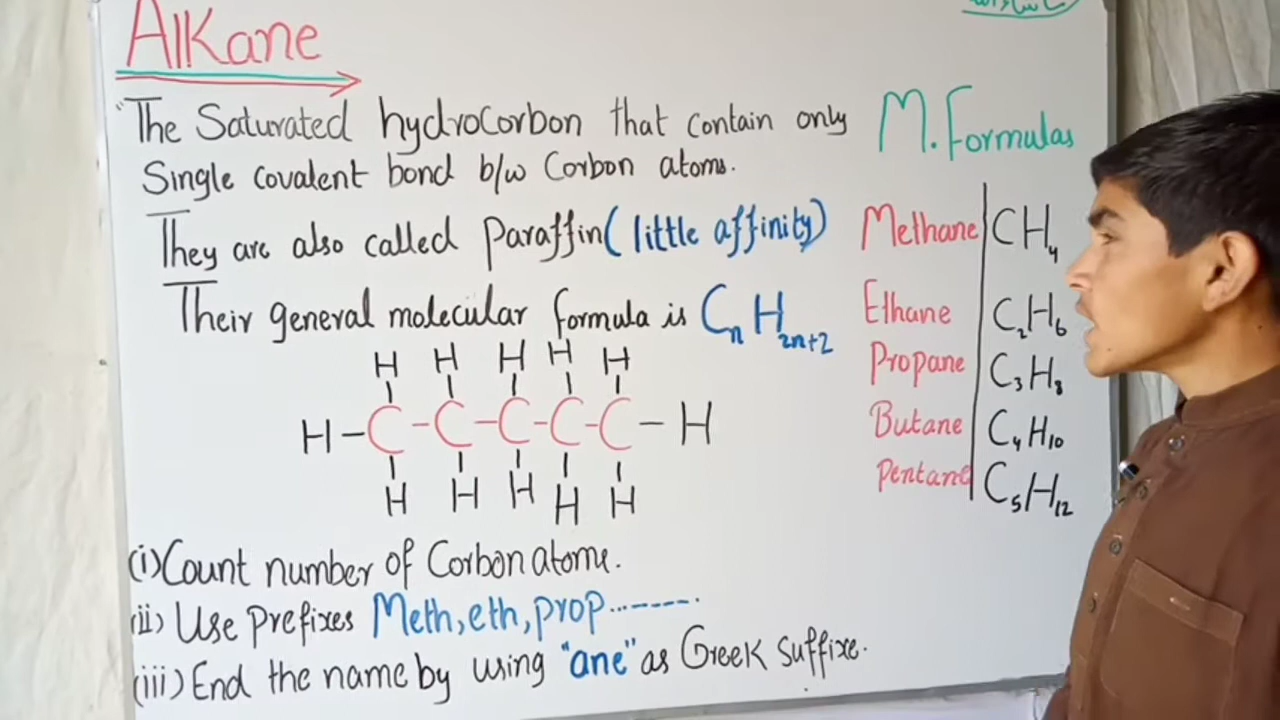 Alkane
The Saturated hydrocorbon that contain only
Single covalent bond b/w Corbon atoms.
They are also called Paraffin (little affinity)
Their general molecular formula is CnH2n+2
H H H H H
H-C-C-C-C-C-H
H H H H H
(i) Count number of Corbon atome.
(ii) Use Prefixes Meth, eth, prop...------.
(iii) End the name by using "ane" as Greek suffixe.
M. Formulas
Methane CH4
Ethane C2H6
Propane C3H8
Butane C4H10
Pentane C5H12